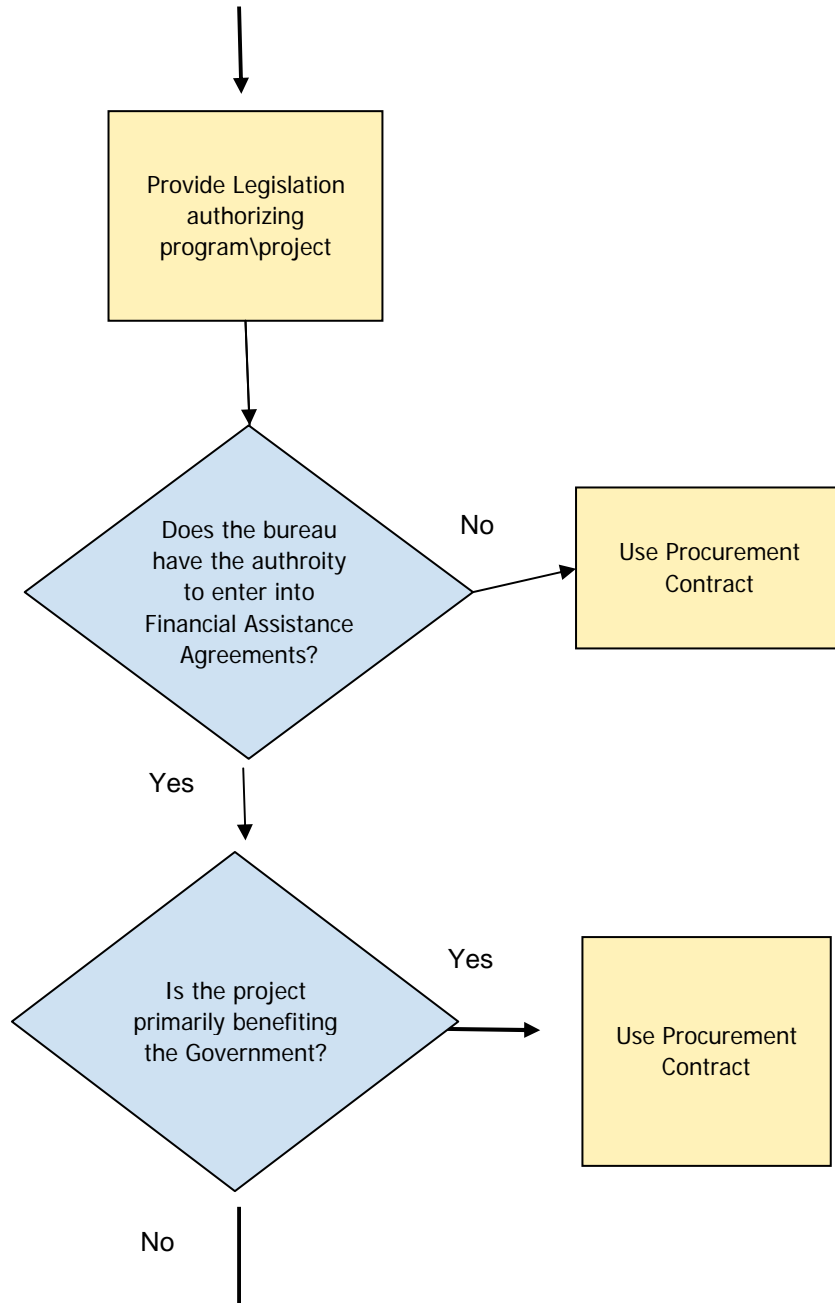 Provide Legislation
authorizing
program\project
Does the bureau
have the authroity
to enter into
Financial Assistance
Agreements?
No
Use Procurement
Contract
Yes
Is the project
primarily benefiting
the Government?
Yes
Use Procurement
Contract
No